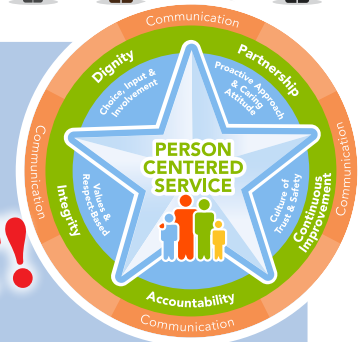 Communication
Dignity
Partnership
Choice, Input &
Involvement
Proactive Approach
& Caring
Attitude
PERSON
CENTERED
SERVICE
Communication
Communication
Integrity
Values &
Respect-Based
Culture of
Trust & Safety
Continuous
Improvement
Accountability
Communication
!